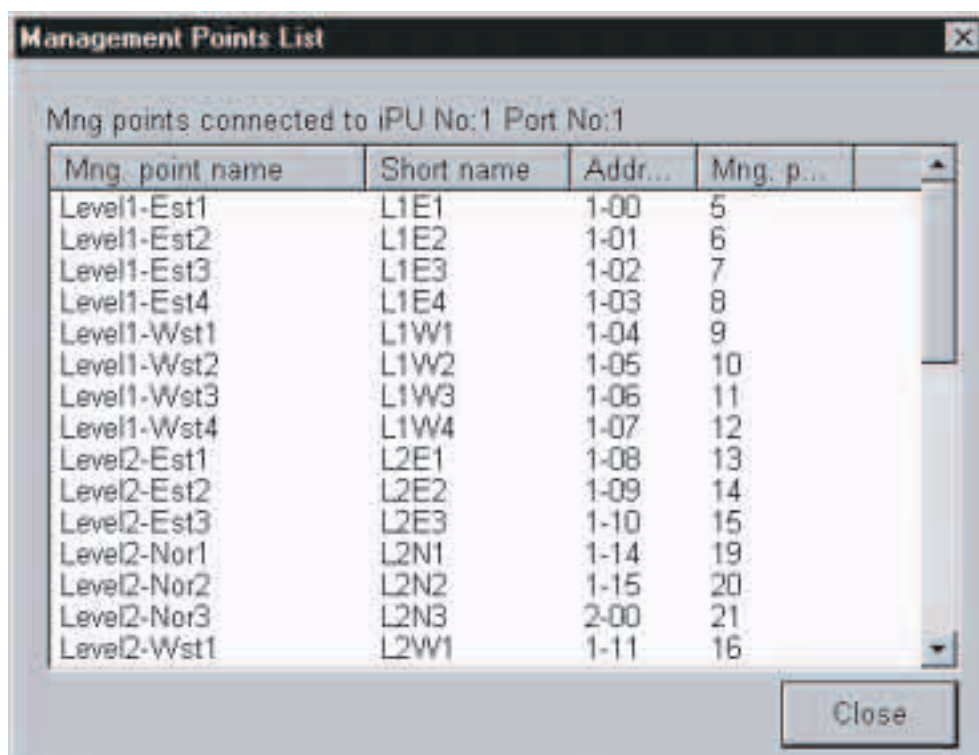 Management Points List
Mng points connected to iPU No:1 Port No:1
Mng. point name Short name Addr... Mng. p...
Level1-Est1 L1E1 1-00 5
Level1-Est2 L1E2 1-01 6
Level1-Est3 L1E3 1-02 7
Level1-Est4 L1E4 1-03 8
Level1-Wst1 L1W1 1-04 9
Level1-Wst2 L1W2 1-05 10
Level1-Wst3 L1W3 1-06 11
Level1-Wst4 L1W4 1-07 12
Level2-Est1 L2E1 1-08 13
Level2-Est2 L2E2 1-09 14
Level2-Est3 L2E3 1-10 15
Level2-Nor1 L2N1 1-14 19
Level2-Nor2 L2N2 1-15 20
Level2-Nor3 L2N3 2-00 21
Level2-Wst1 L2W1 1-11 16
Close